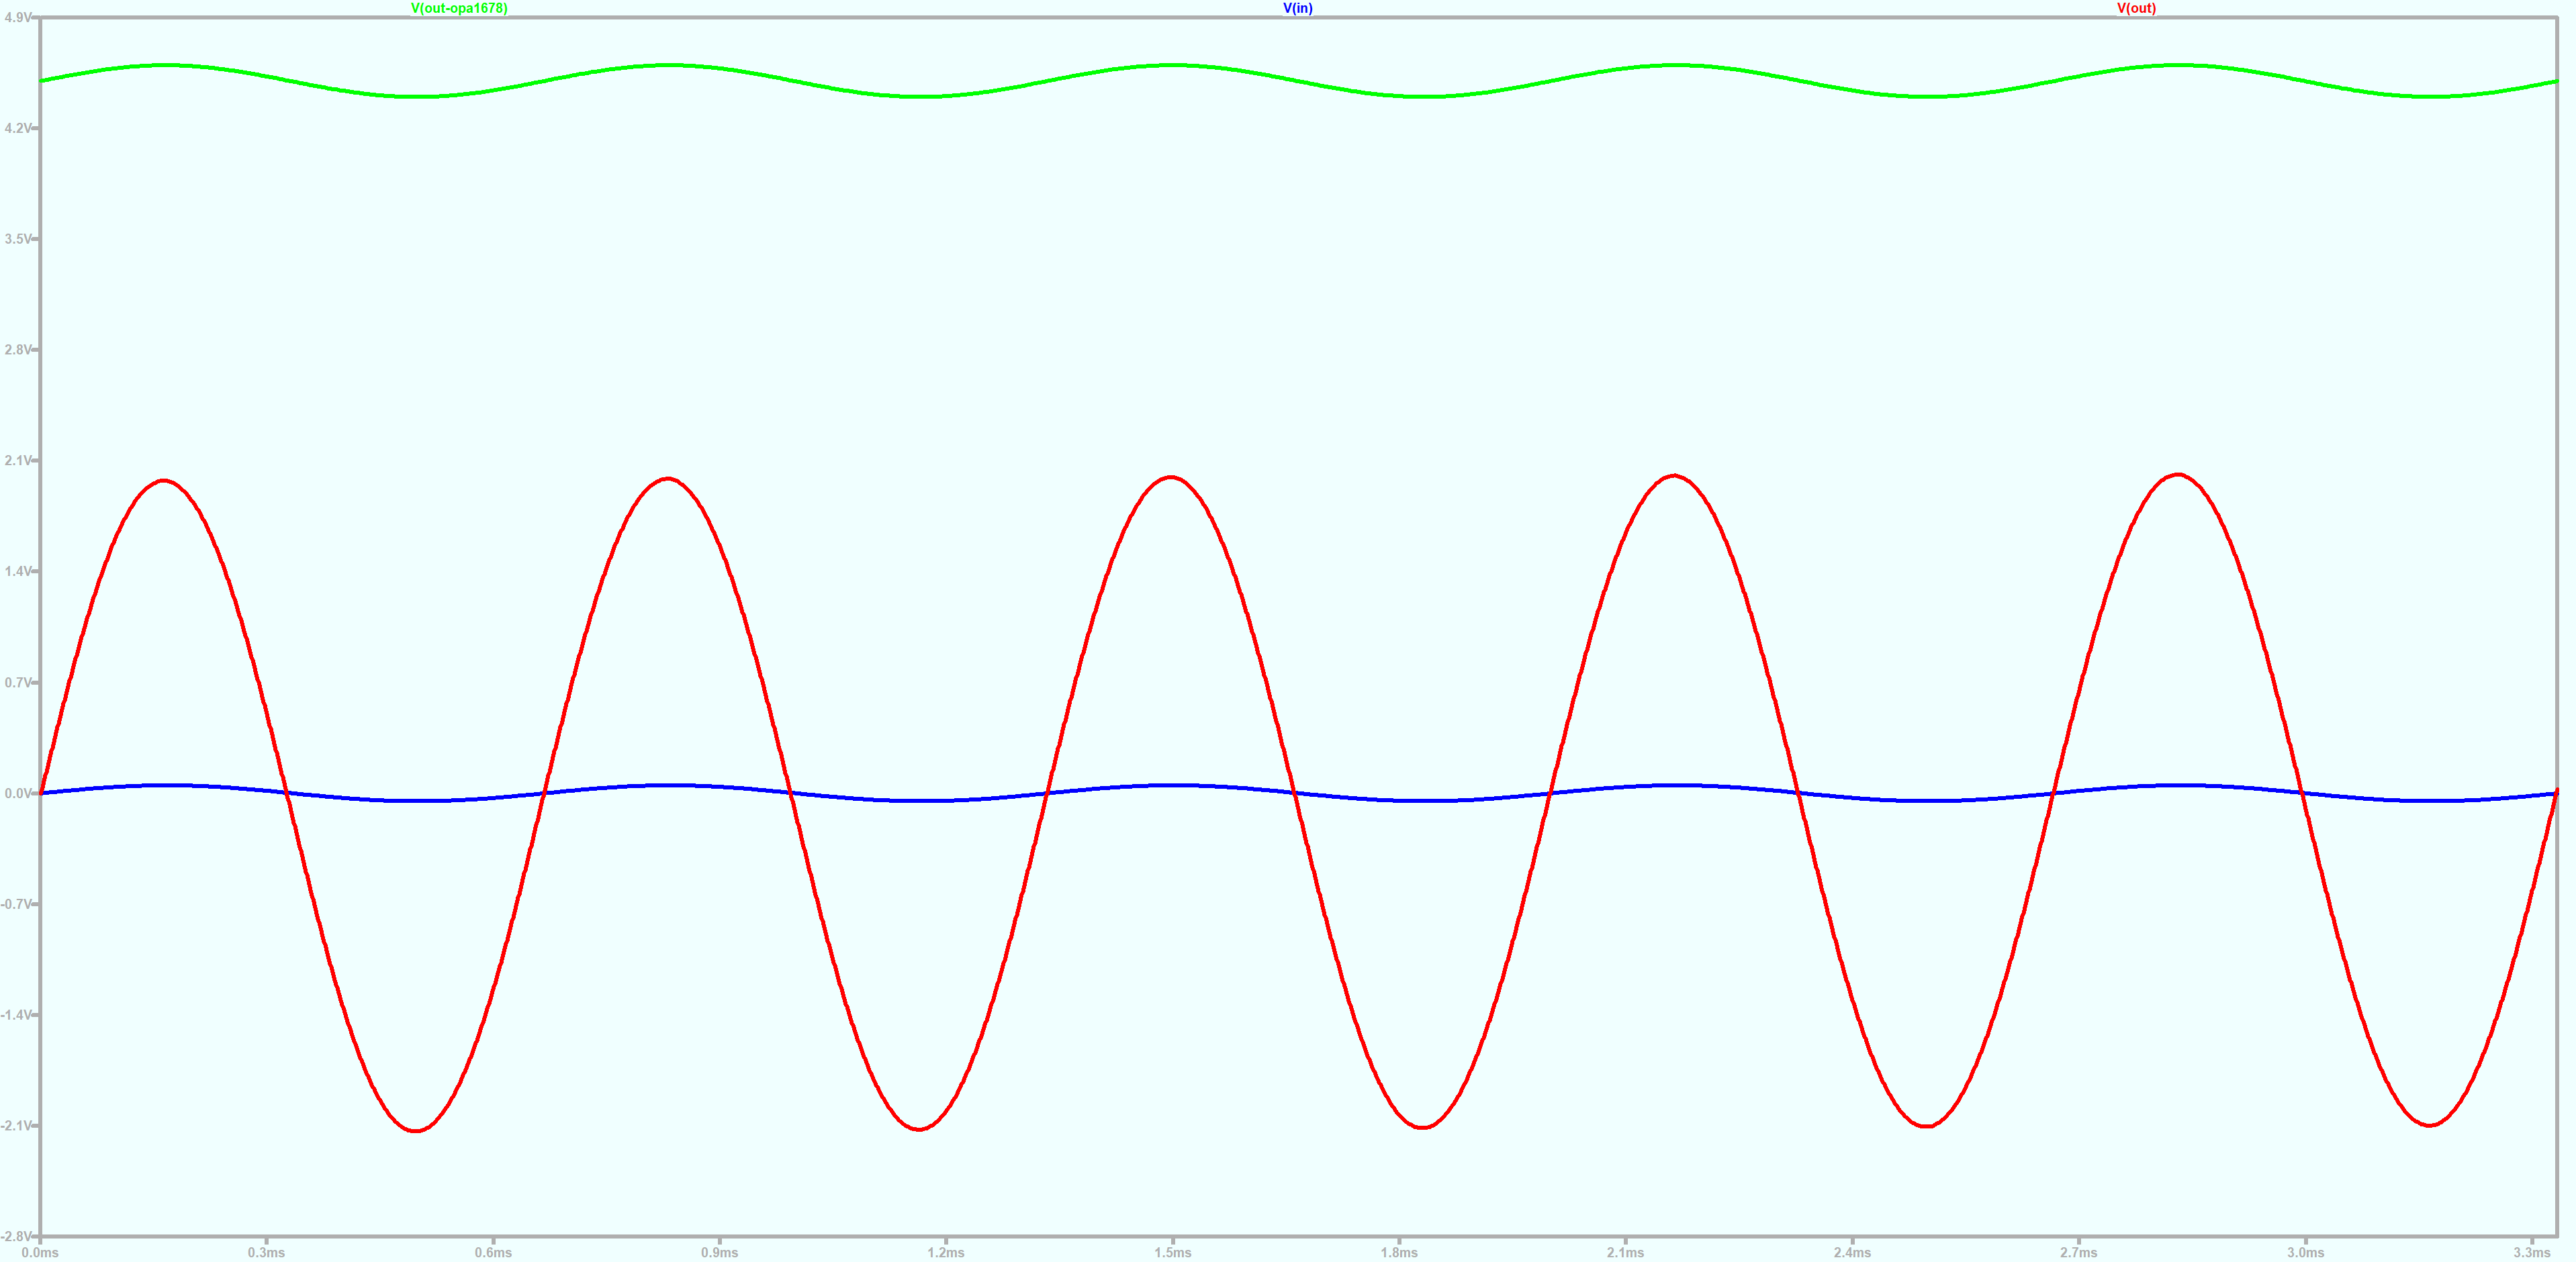 V(out-opa1678) V(in) V(out)
4.9V
4.2V
3.5V
2.8V
2.1V
1.4V
0.7V
0.0V
-0.7V
-1.4V
-2.1V
-2.8V
0.0ms 0.3ms 0.6ms 0.9ms 1.2ms 1.5ms 1.8ms 2.1ms 2.4ms 2.7ms 3.0ms 3.3ms